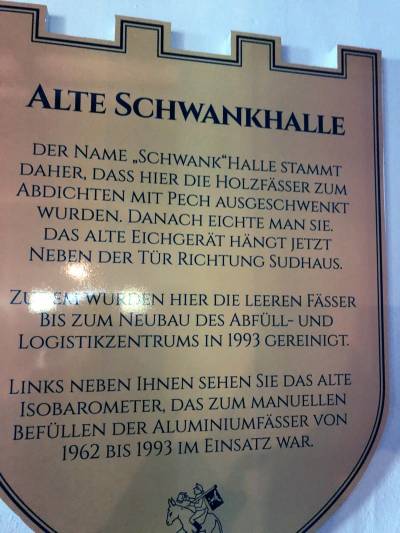 ALTE SCHWANKHALLE
DER NAME „SCHWANK“HALLE STAMMT
DAHER, DASS HIER DIE HOLZFÄSSER ZUM
ABDICHTEN MIT PECH AUSGESCHWENKT
WURDEN. DANACH EICHTE MAN SIE.
DAS ALTE EICHGERÄT HÄNGT JETZT
NEBEN DER TÜR RICHTUNG SUDHAUS.
ZUDEM WURDEN HIER DIE LEEREN FÄSSER
BIS ZUM NEUBAU DES ABFÜLL- UND
LOGISTIKZENTRUMS IN 1993 GEREINIGT.
LINKS NEBEN IHNEN SEHEN SIE DAS ALTE
ISOBAROMETER, DAS ZUM MANUELLEN
BEFÜLLEN DER ALUMINIUMFÄSSER VON
1962 BIS 1993 IM EINSATZ WAR.